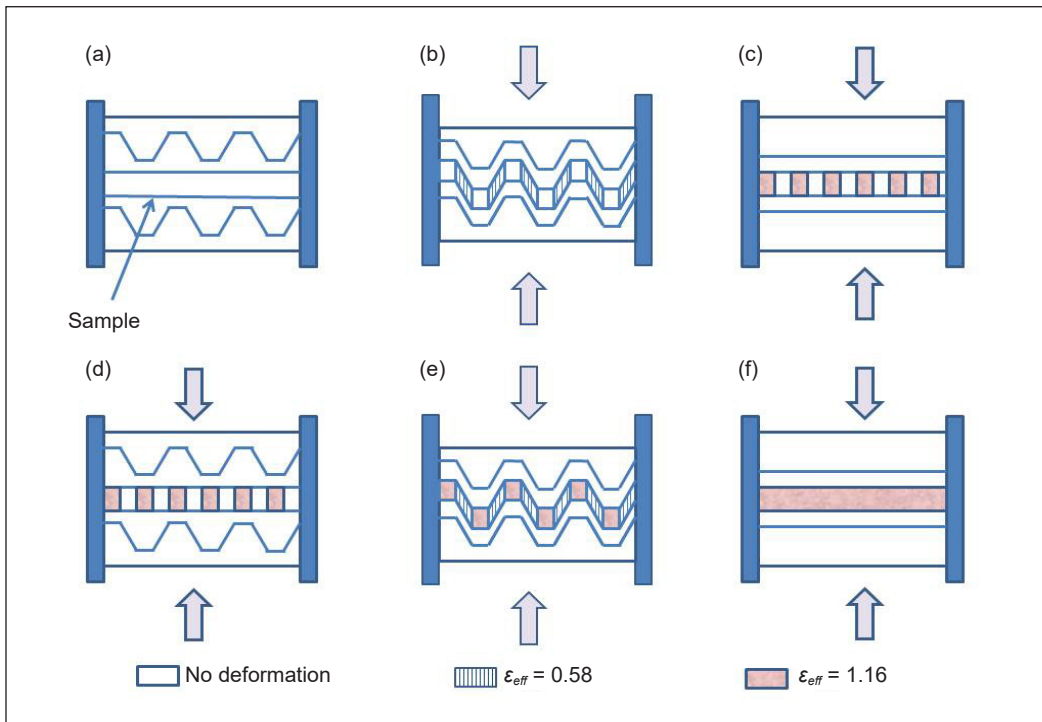 (a)
(b)
(c)
Sample
(d)
(e)
(f)
No deformation
εeff = 0.58
εeff = 1.16